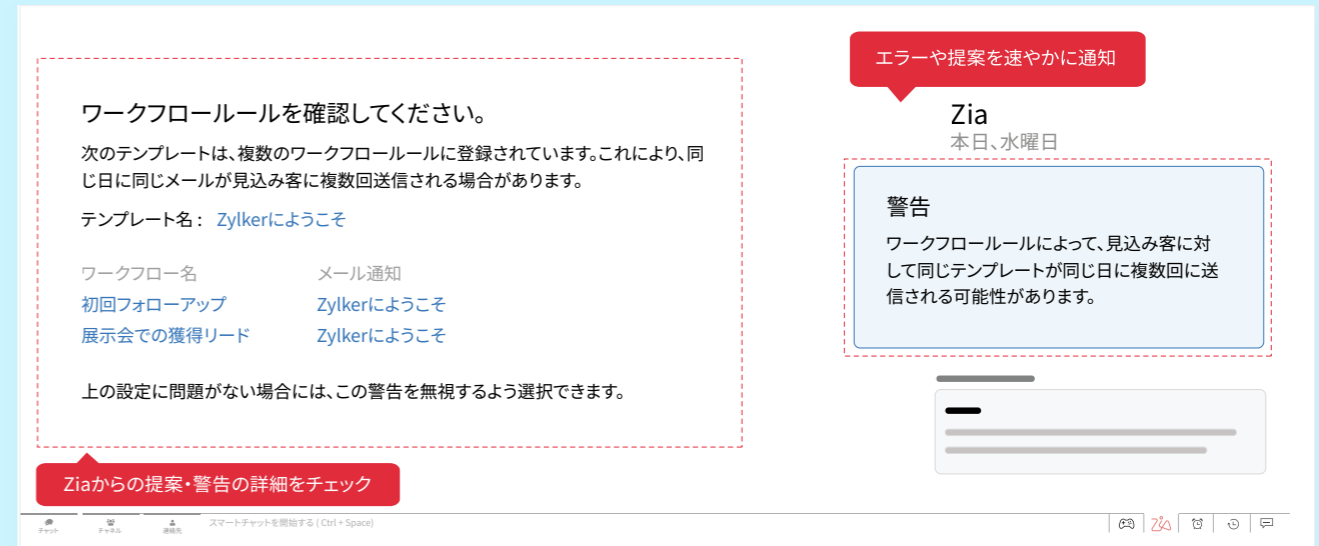 エラーや提案を速やかに通知
ワークフロールールを確認してください。
次のテンプレートは、複数のワークフロールールに登録されています。これにより、同
じ日に同じメールが見込み客に複数回送信される場合があります。
テンプレート名： Zylkerにようこそ
ワークフロー名 メール通知
初回フォローアップ Zylkerにようこそ
展示会での獲得リード Zylkerにようこそ
上の設定に問題がない場合には、この警告を無視するよう選択できます。
Ziaからの提案・警告の詳細をチェック
Zia
本日、水曜日
警告
ワークフロールールによって、見込み客に対
して同じテンプレートが同じ日に複数回に送
信される可能性があります。
チャット チャネル 連絡先 スマートチャットを開始する ( Ctrl + Space)
Zia